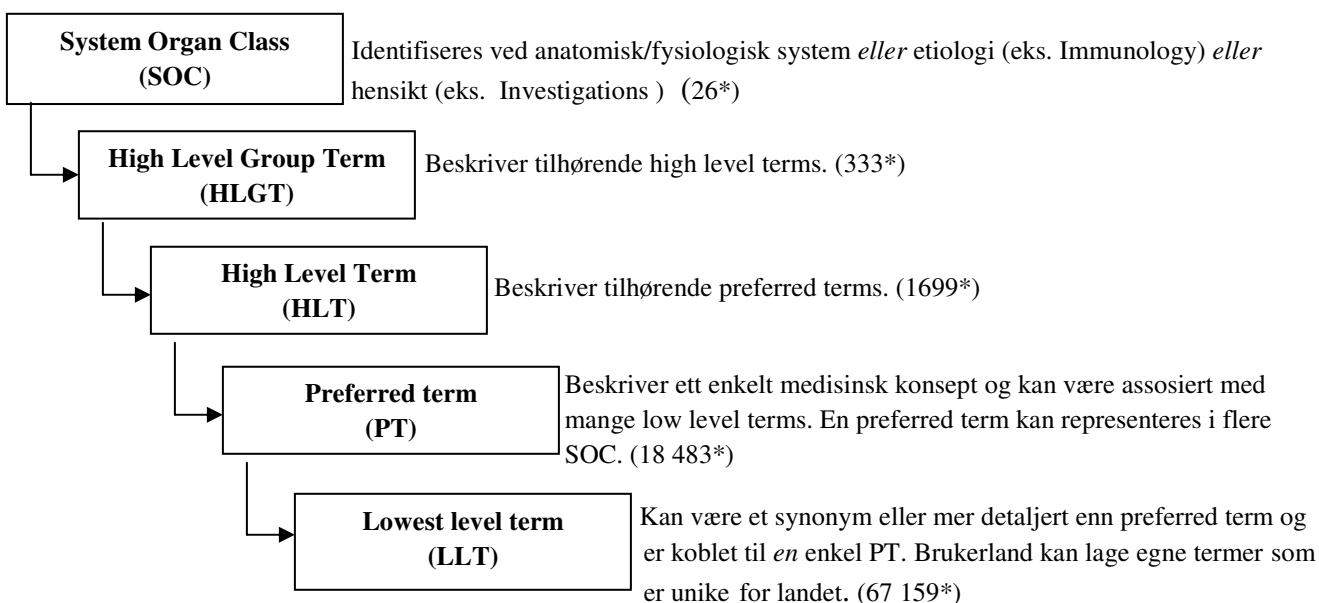 System Organ Class
(SOC)
Identifiseres ved anatomisk/fysiologisk system eller etiologi (eks. Immunology) eller
hensikt (eks. Investigations ) (26*)
High Level Group Term
(HLGT)
Beskriver tilhørende high level terms. (333*)
High Level Term
(HLT)
Beskriver tilhørende preferred terms. (1699*)
Preferred term
(PT)
Beskriver ett enkelt medisinsk konsept og kan være assosiert med
mange low level terms. En preferred term kan representeres i flere
SOC. (18 483*)
Lowest level term
(LLT)
Kan være et synonym eller mer detaljert enn preferred term og
er koblet til en enkel PT. Brukerland kan lage egne termer som
er unike for landet. (67 159*)